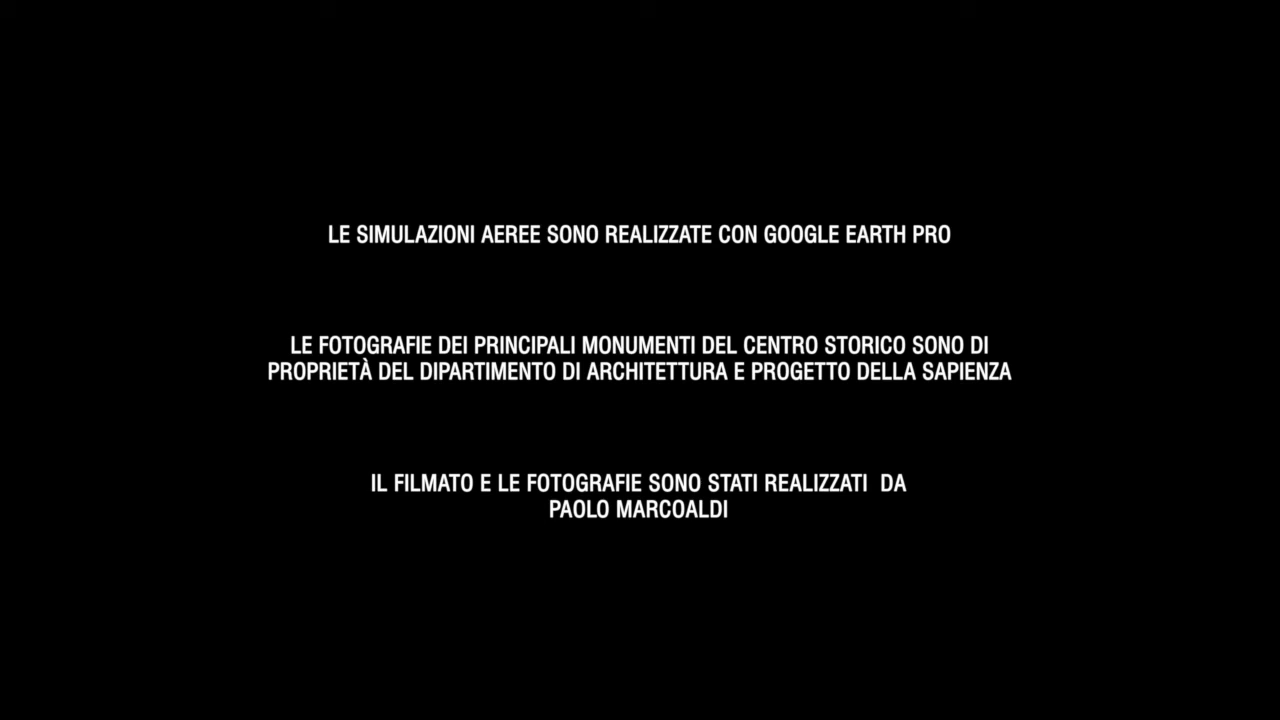 LE SIMULAZIONI AEREE SONO REALIZZATE CON GOOGLE EARTH PRO
LE FOTOGRAFIE DEI PRINCIPALI MONUMENTI DEL CENTRO STORICO SONO DI
PROPRIETÀ DEL DIPARTIMENTO DI ARCHITETTURA E PROGETTO DELLA SAPIENZA
IL FILMATO E LE FOTOGRAFIE SONO STATI REALIZZATI  DA
PAOLO MARCOALDI